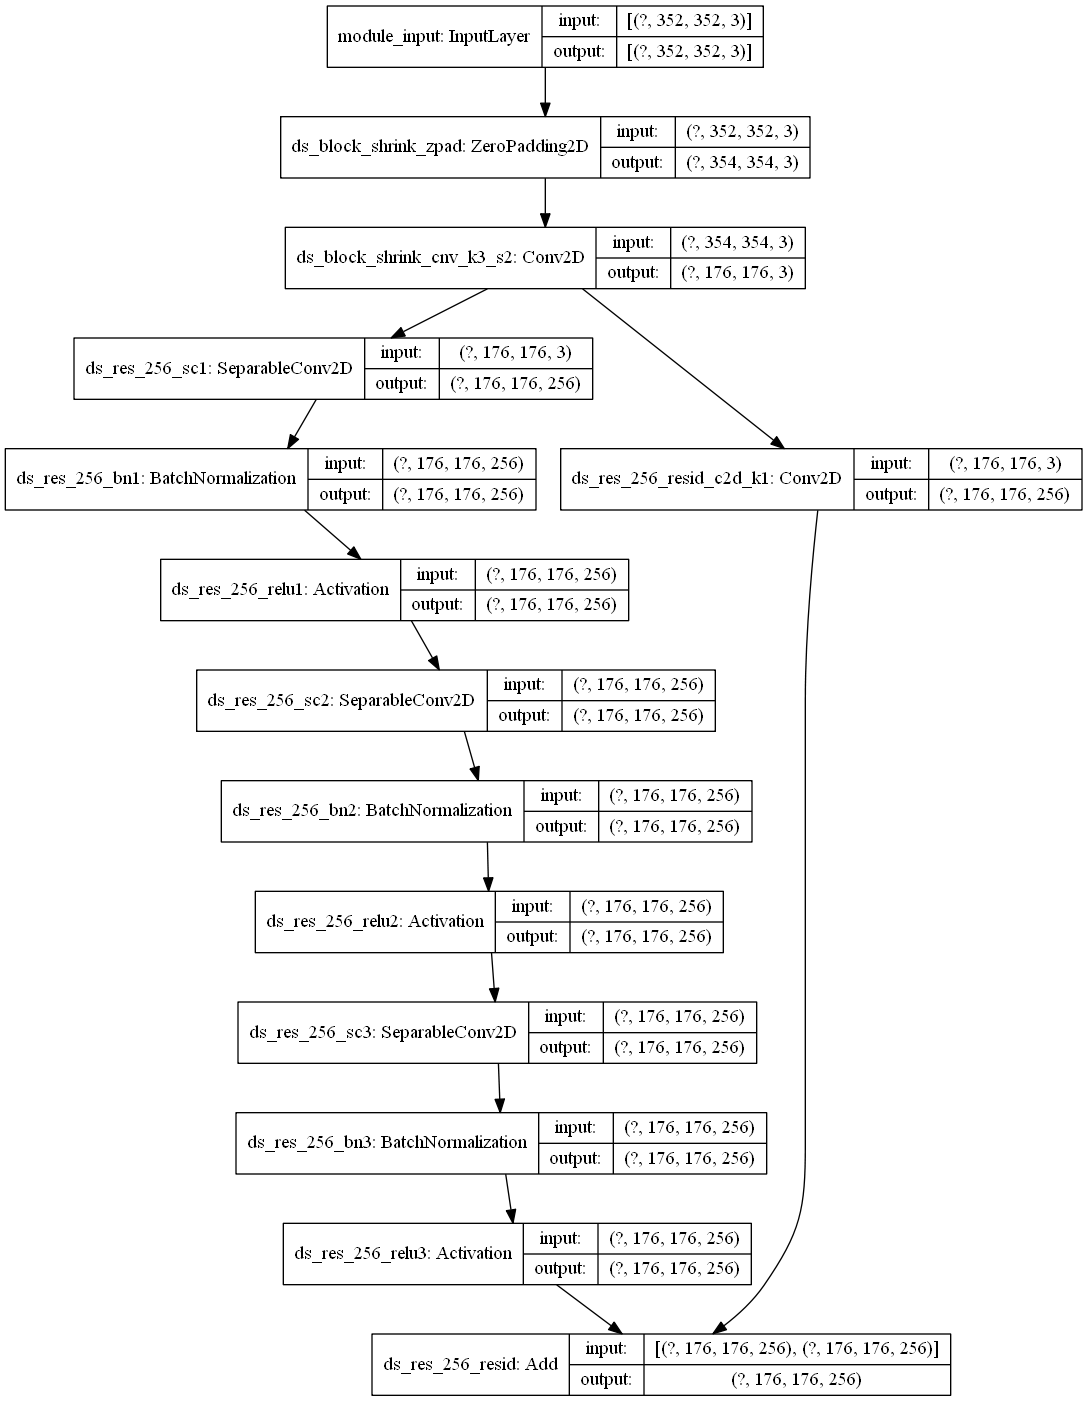 module_input: InputLayer
input: [(?, 352, 352, 3)]
output: [(?, 352, 352, 3)]
ds_block_shrink_zpad: ZeroPadding2D
input: (?, 352, 352, 3)
output: (?, 354, 354, 3)
ds_block_shrink_cnv_k3_s2: Conv2D
input: (?, 354, 354, 3)
output: (?, 176, 176, 3)
ds_res_256_sc1: SeparableConv2D
input: (?, 176, 176, 3)
output: (?, 176, 176, 256)
ds_res_256_bn1: BatchNormalization
input: (?, 176, 176, 256)
output: (?, 176, 176, 256)
ds_res_256_resid_c2d_k1: Conv2D
input: (?, 176, 176, 3)
output: (?, 176, 176, 256)
ds_res_256_relu1: Activation
input: (?, 176, 176, 256)
output: (?, 176, 176, 256)
ds_res_256_sc2: SeparableConv2D
input: (?, 176, 176, 256)
output: (?, 176, 176, 256)
ds_res_256_bn2: BatchNormalization
input: (?, 176, 176, 256)
output: (?, 176, 176, 256)
ds_res_256_relu2: Activation
input: (?, 176, 176, 256)
output: (?, 176, 176, 256)
ds_res_256_sc3: SeparableConv2D
input: (?, 176, 176, 256)
output: (?, 176, 176, 256)
ds_res_256_bn3: BatchNormalization
input: (?, 176, 176, 256)
output: (?, 176, 176, 256)
ds_res_256_relu3: Activation
input: (?, 176, 176, 256)
output: (?, 176, 176, 256)
ds_res_256_resid: Add
input: [(?, 176, 176, 256), (?, 176, 176, 256)]
output: (?, 176, 176, 256)